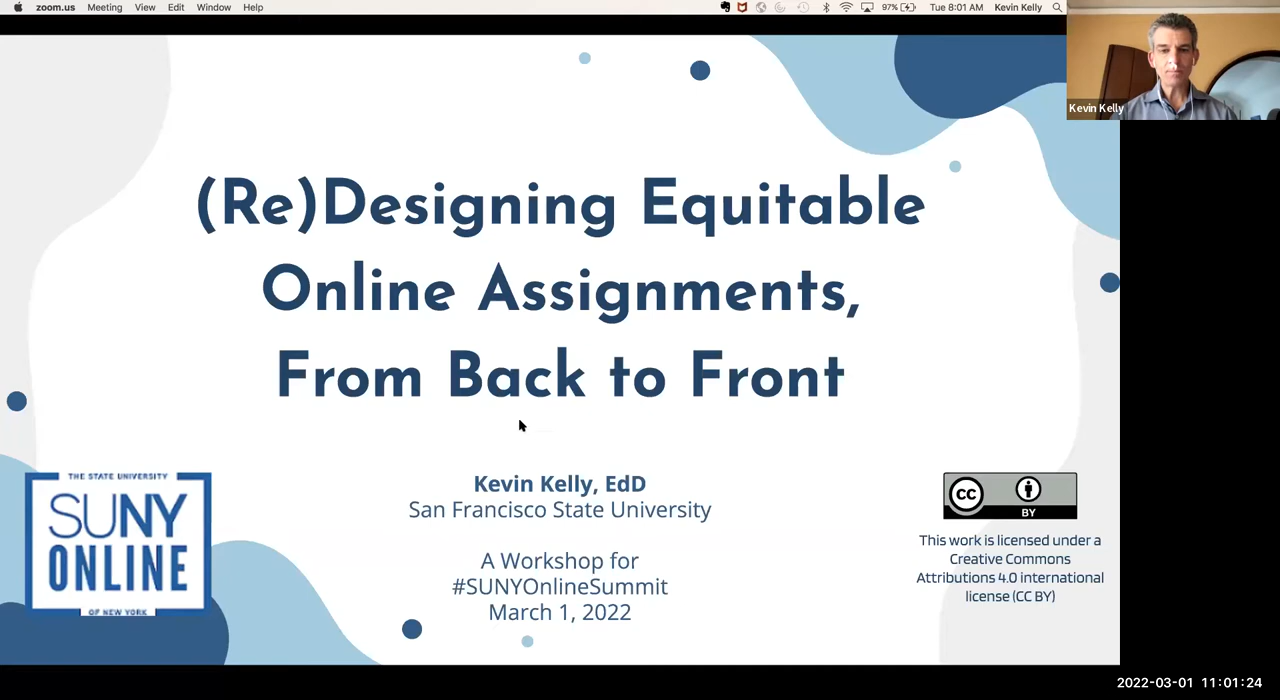 zoom.us Meeting View Edit Window Help 97% Tue 8:01 AM Kevin Kelly
Kevin Kelly
(Re)Designing Equitable
Online Assignments,
From Back to Front
THE STATE UNIVERSITY
SUNY
ONLINE
OF NEW YORK
Kevin Kelly, EdD
San Francisco State University
A Workshop for
#SUNYOnlineSummit
March 1, 2022
CC
BY
This work is licensed under a
Creative Commons
Attributions 4.0 international
license (CC BY)
2022-03-01 11:01:24